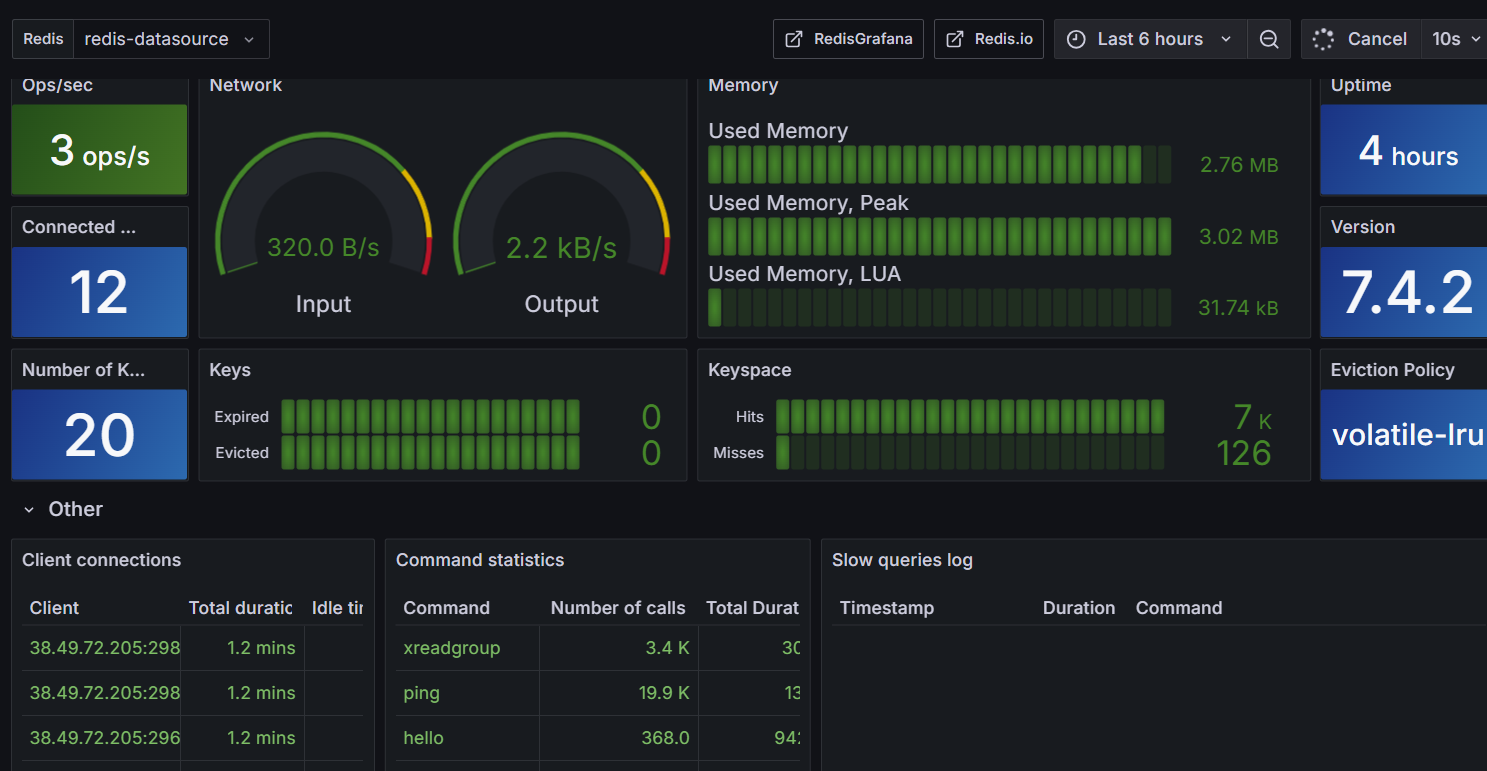 Redis redis-datasource RedisGrafana Redis.io Last 6 hours Cancel 10s
Ops/sec
3 ops/s
Network
320.0 B/s
Input
2.2 kB/s
Output
Memory
Used Memory
2.76 MB
Used Memory, Peak
3.02 MB
Used Memory, LUA
31.74 kB
Uptime
4 hours
Connected ...
12
Version
7.4.2
Number of K...
20
Keys
Expired 0
Evicted 0
Keyspace
Hits 7 K
Misses 126
Eviction Policy
volatile-lru
Other
Client connections
Client Total duratic Idle tir
38.49.72.205:298 1.2 mins
38.49.72.205:298 1.2 mins
38.49.72.205:296 1.2 mins
Command statistics
Command Number of calls Total Durat
xreadgroup 3.4 K 30
ping 19.9 K 13
hello 368.0 94
Slow queries log
Timestamp Duration Command